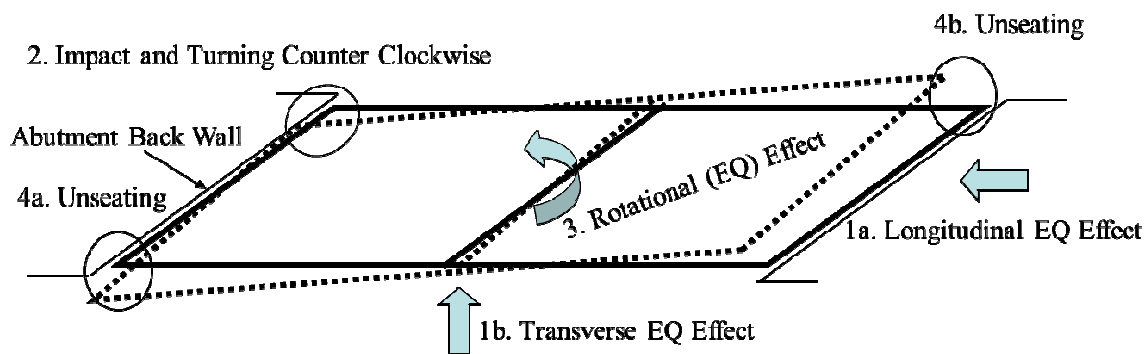 4b. Unseating
2. Impact and Turning Counter Clockwise
Abutment Back Wall
4a. Unseating
3. Rotational (EQ) Effect
1a. Longitudinal EQ Effect
1b. Transverse EQ Effect